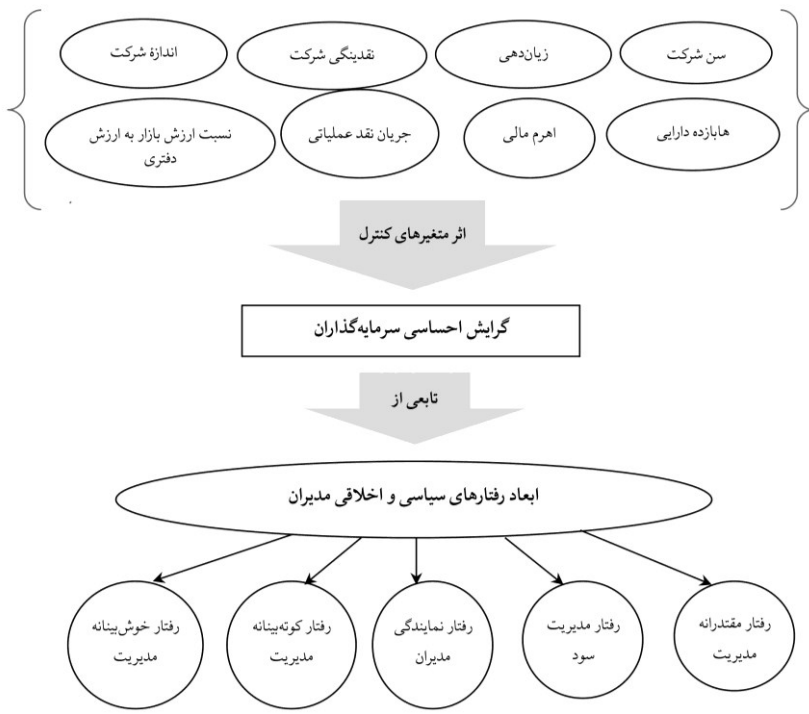 سن شرکت
زیان‌دهی
نقدینگی شرکت
اندازۀ شرکت
هابازده دارایی
اهرم مالی
جریان نقد عملیاتی
نسبت ارزش بازار به ارزش
دفتری
اثر متغیرهای کنترل
گرایش احساسی سرمایه‌گذاران
تابعی از
ابعاد رفتارهای سیاسی و اخلاقی مدیران
رفتار مقتدرانه
مدیریت
رفتار مدیریت
سود
رفتار نمایندگی
مدیران
رفتار کوته‌بینانه
مدیریت
رفتار خوش‌بینانه
مدیریت